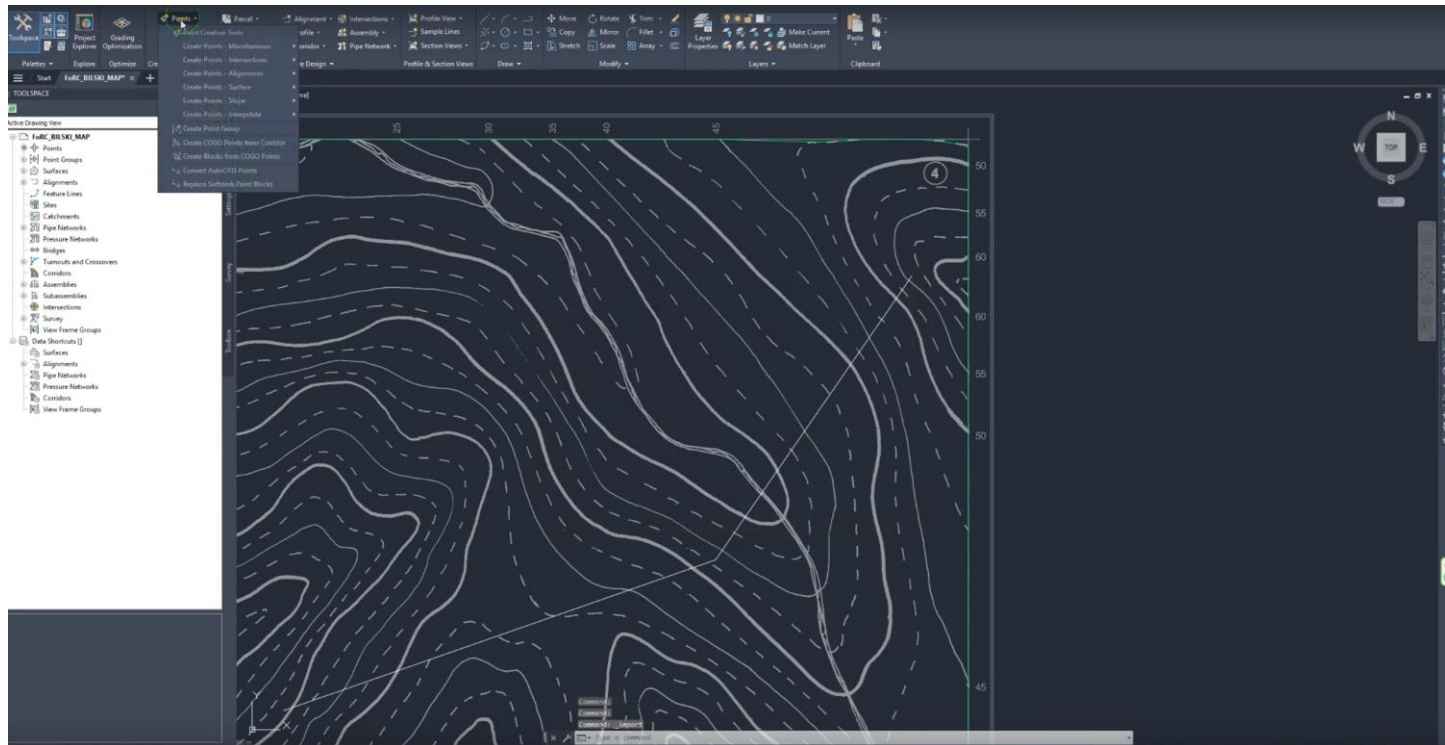 Points
Parcel
Alignment
Intersections
Profile View
Move
Rotate
Trim
0
Assembly
Sample Lines
Copy
Mirror
Fillet
Make Current
Toolspace
Project Explorer
Grading Optimization
Pipe Network
Section Views
Stretch
Scale
Array
Layer Properties
Match Layer
Paste
Palettes
Explore
Optimize
Profile & Section Views
Draw
Modify
Layers
Clipboard
Point Creation Tools
Create Points - Miscellaneous
Create Points - Intersections
Create Points - Alignments
Create Points - Surface
Create Points - Slope
Create Points - Interpolate
Create Point Group
Create COGO Points from Corridor
Create Blocks from COGO Points
Convert AutoCAD Points
Replace Softdesk Point Blocks
Start
FoRC_BILSKI_MAP*
TOOLSPACE
Active Drawing View
FoRC_BILSKI_MAP
Points
Point Groups
Surfaces
Alignments
Feature Lines
Sites
Catchments
Pipe Networks
Pressure Networks
Bridges
Turnouts and Crossovers
Corridors
Assemblies
Subassemblies
Intersections
Survey
View Frame Groups
Data Shortcuts []
Surfaces
Alignments
Pipe Networks
Pressure Networks
Corridors
View Frame Groups
Settings
Survey
Toolbox
25
30
35
40
45
4
50
55
60
60
55
50
45
N
W
TOP
E
S
WCS
Y
X
Command:
Command:
Command: _import
Type a command